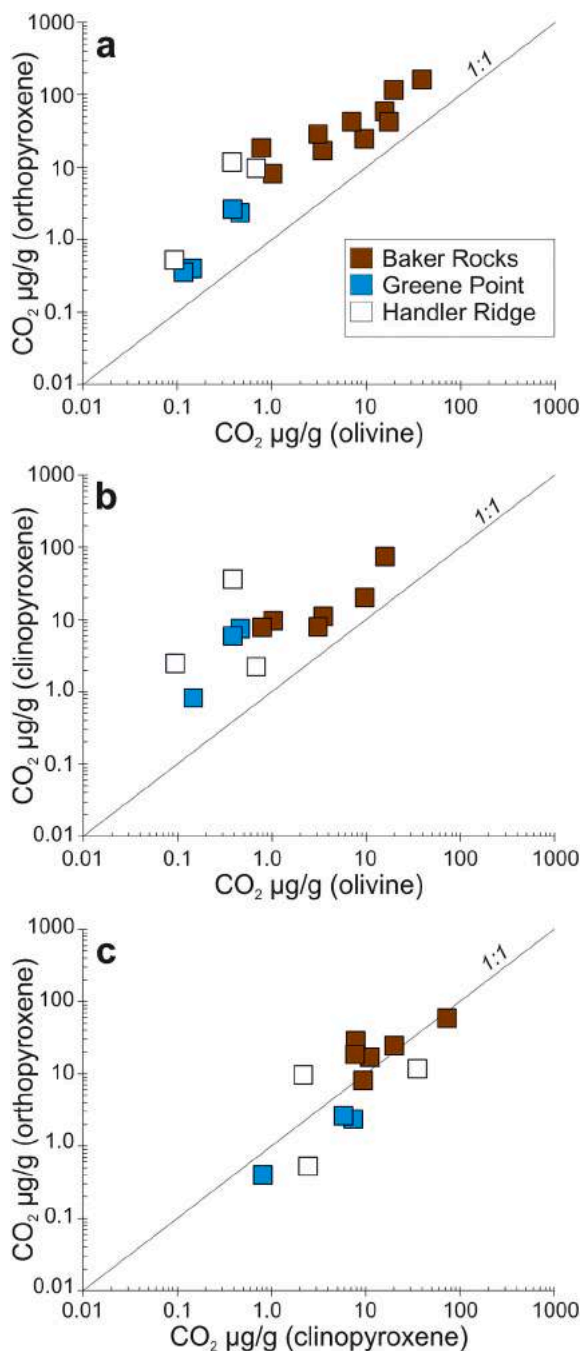 a
1000
100
10
1.0
0.1
0.01
CO₂ µg/g (orthopyroxene)
1:1
Baker Rocks
Greene Point
Handler Ridge
0.01 0.1 1.0 10 100 1000
CO₂ µg/g (olivine)
b
1000
100
10
1.0
0.1
0.01
CO₂ µg/g (clinopyroxene)
1:1
0.01 0.1 1.0 10 100 1000
CO₂ µg/g (olivine)
c
1000
100
10
1.0
0.1
0.01
CO₂ µg/g (orthopyroxene)
1:1
0.01 0.1 1.0 10 100 1000
CO₂ µg/g (clinopyroxene)